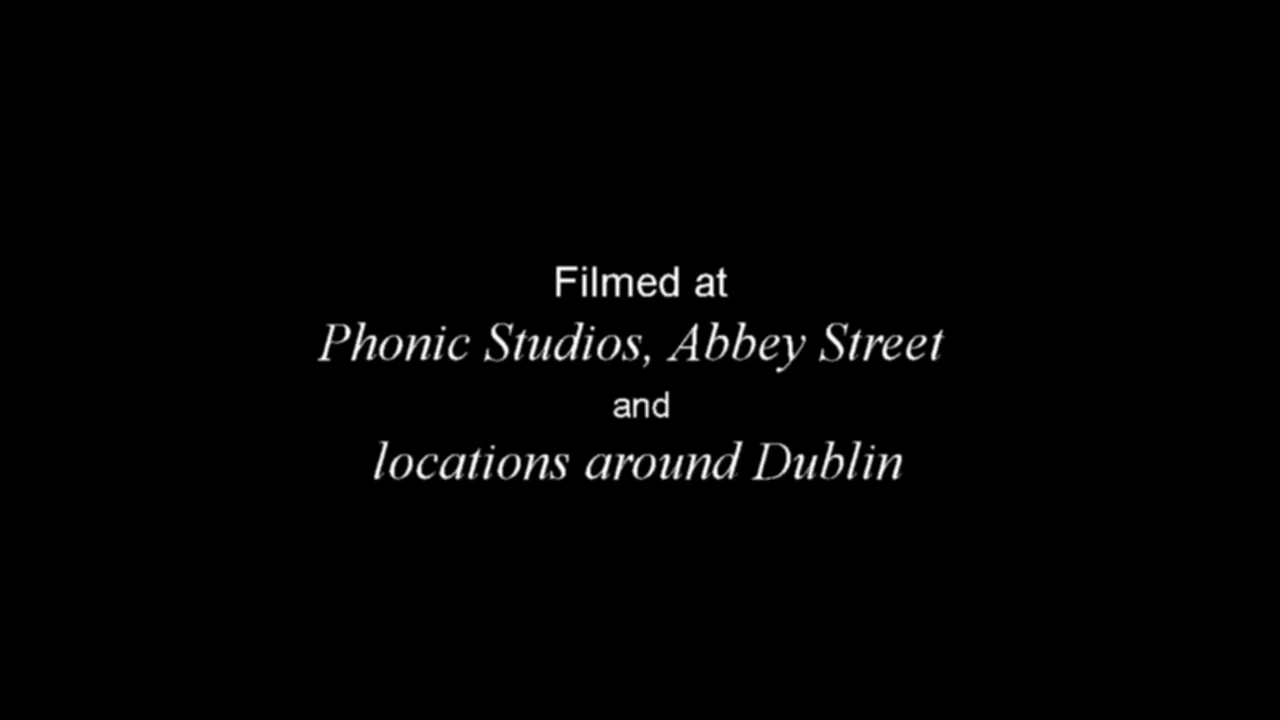 Filmed at
Phonic Studios, Abbey Street
and
locations around Dublin